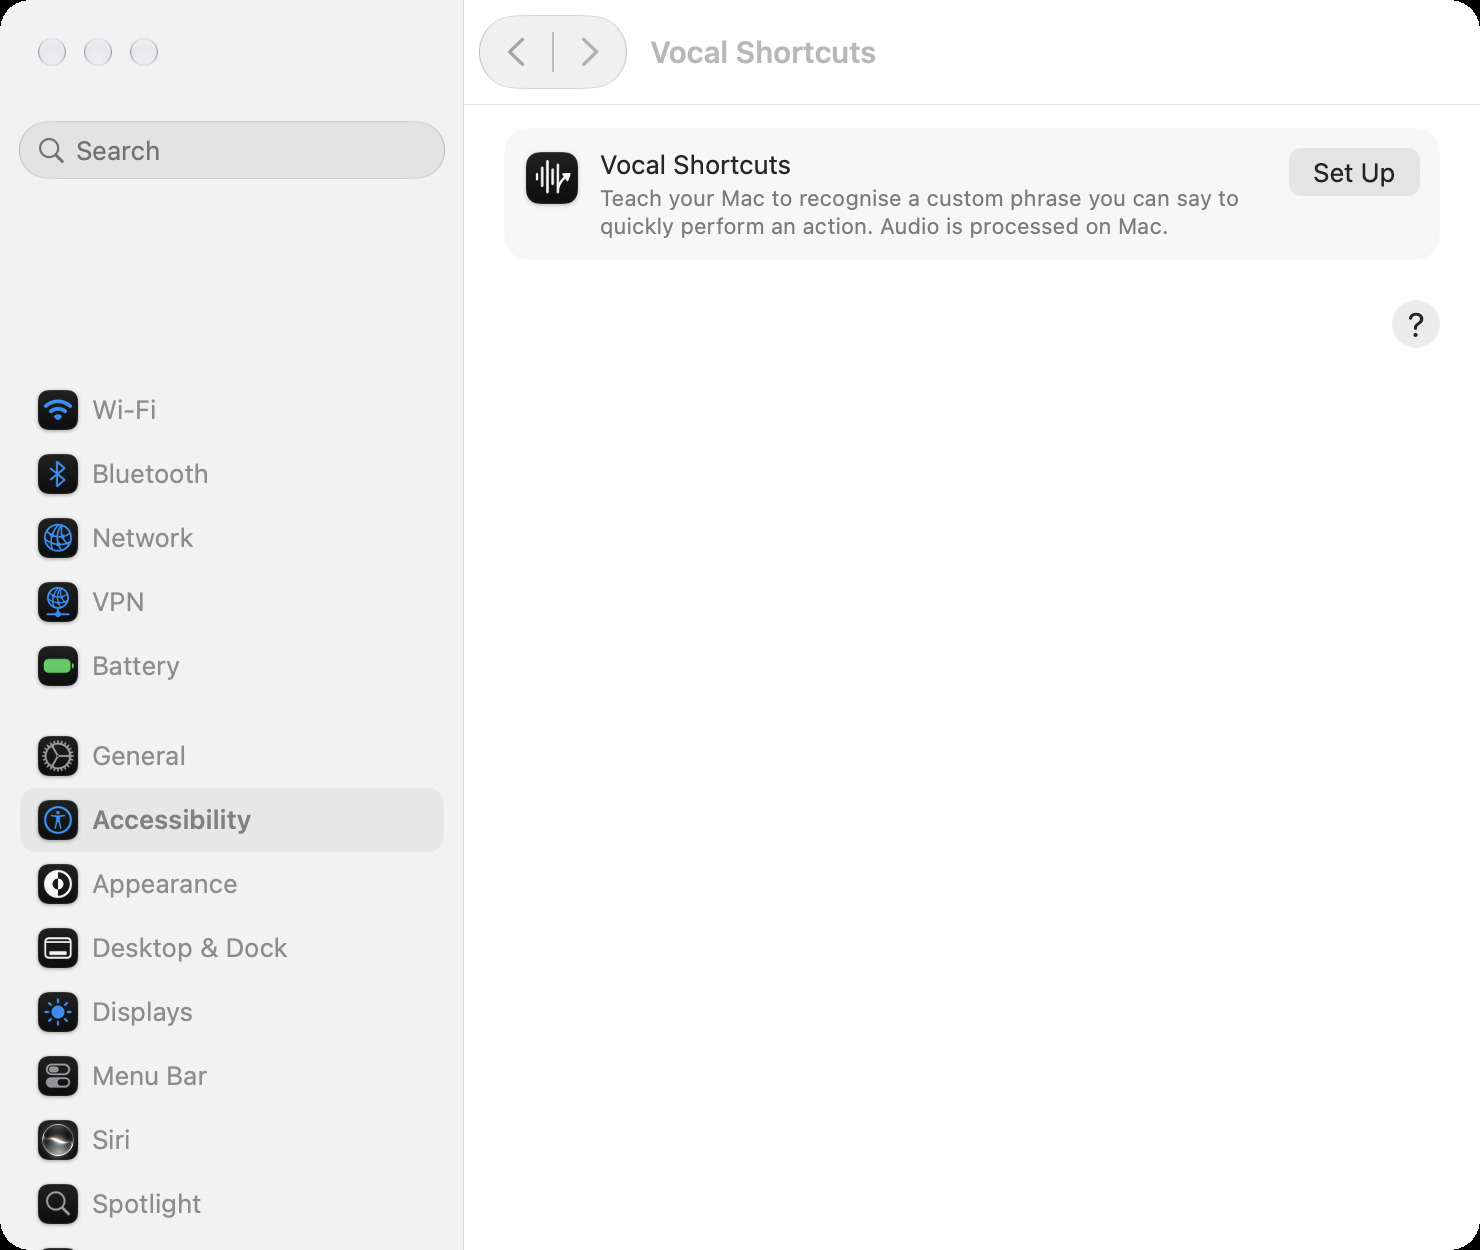 Search
Wi-Fi
Bluetooth
Network
VPN
Battery
General
Accessibility
Appearance
Desktop & Dock
Displays
Menu Bar
Siri
Spotlight
Vocal Shortcuts
Vocal Shortcuts
Teach your Mac to recognise a custom phrase you can say to
quickly perform an action. Audio is processed on Mac.
Set Up
?